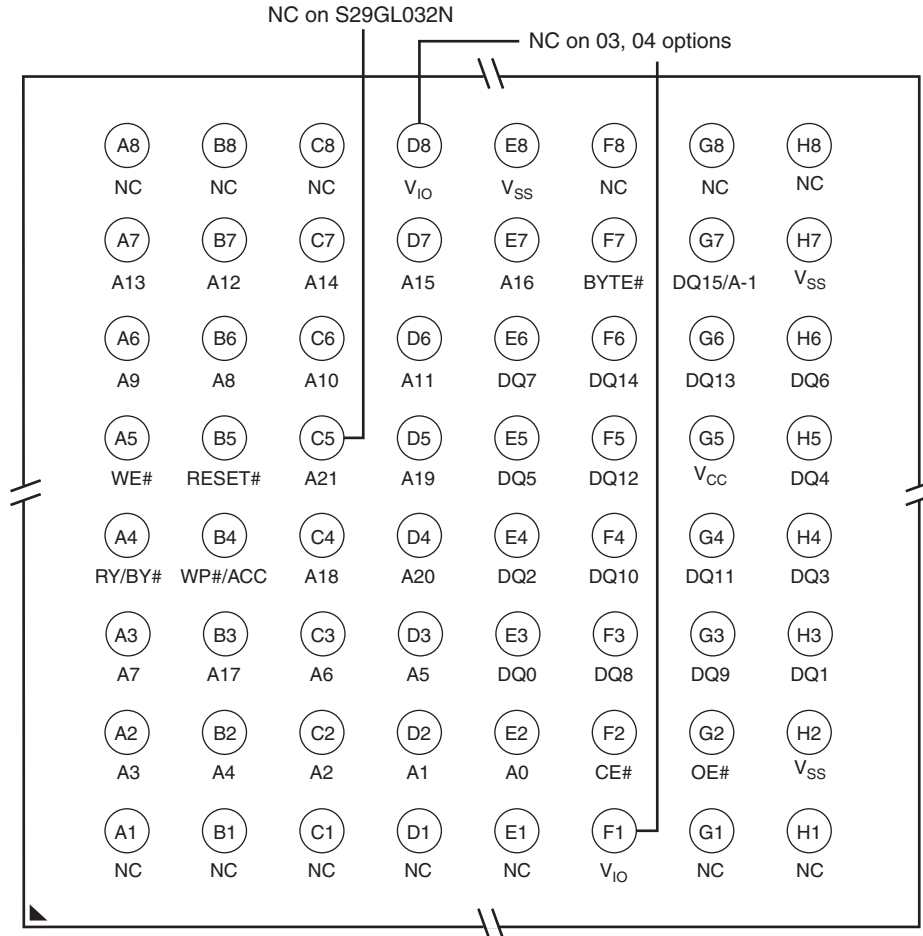 NC on S29GL032N
NC on 03, 04 options
A8 B8 C8 D8 E8 F8 G8 H8
NC NC NC VIO VSS NC NC NC
A7 B7 C7 D7 E7 F7 G7 H7
A13 A12 A14 A15 A16 BYTE# DQ15/A-1 VSS
A6 B6 C6 D6 E6 F6 G6 H6
A9 A8 A10 A11 DQ7 DQ14 DQ13 DQ6
A5 B5 C5 D5 E5 F5 G5 H5
WE# RESET# A21 A19 DQ5 DQ12 VCC DQ4
A4 B4 C4 D4 E4 F4 G4 H4
RY/BY# WP#/ACC A18 A20 DQ2 DQ10 DQ11 DQ3
A3 B3 C3 D3 E3 F3 G3 H3
A7 A17 A6 A5 DQ0 DQ8 DQ9 DQ1
A2 B2 C2 D2 E2 F2 G2 H2
A3 A4 A2 A1 A0 CE# OE# VSS
A1 B1 C1 D1 E1 F1 G1 H1
NC NC NC NC NC VIO NC NC